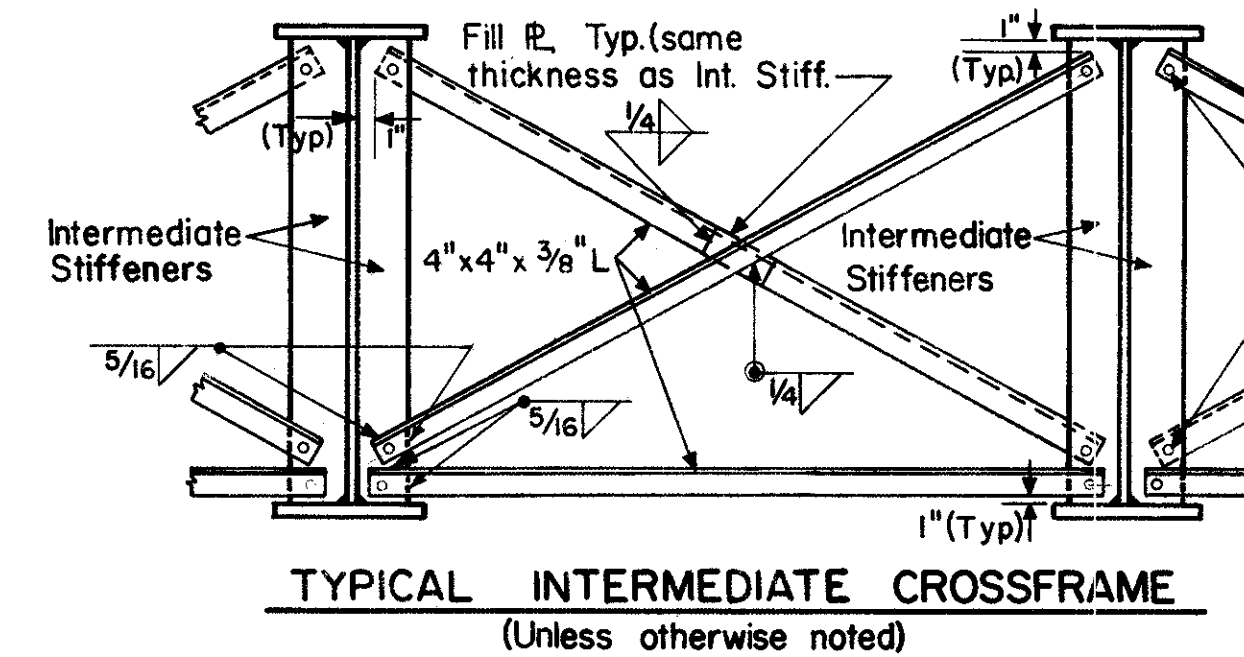 Fill ⅊ Typ.(same
thickness as Int. Stiff.
1"
(Typ)
1/4
(Typ)
1"
Intermediate
Stiffeners
4"x4"x 3/8" L
Intermediate
Stiffeners
5/16
5/16
1/4
1"(Typ)
TYPICAL INTERMEDIATE CROSSFRAME
(Unless otherwise noted)